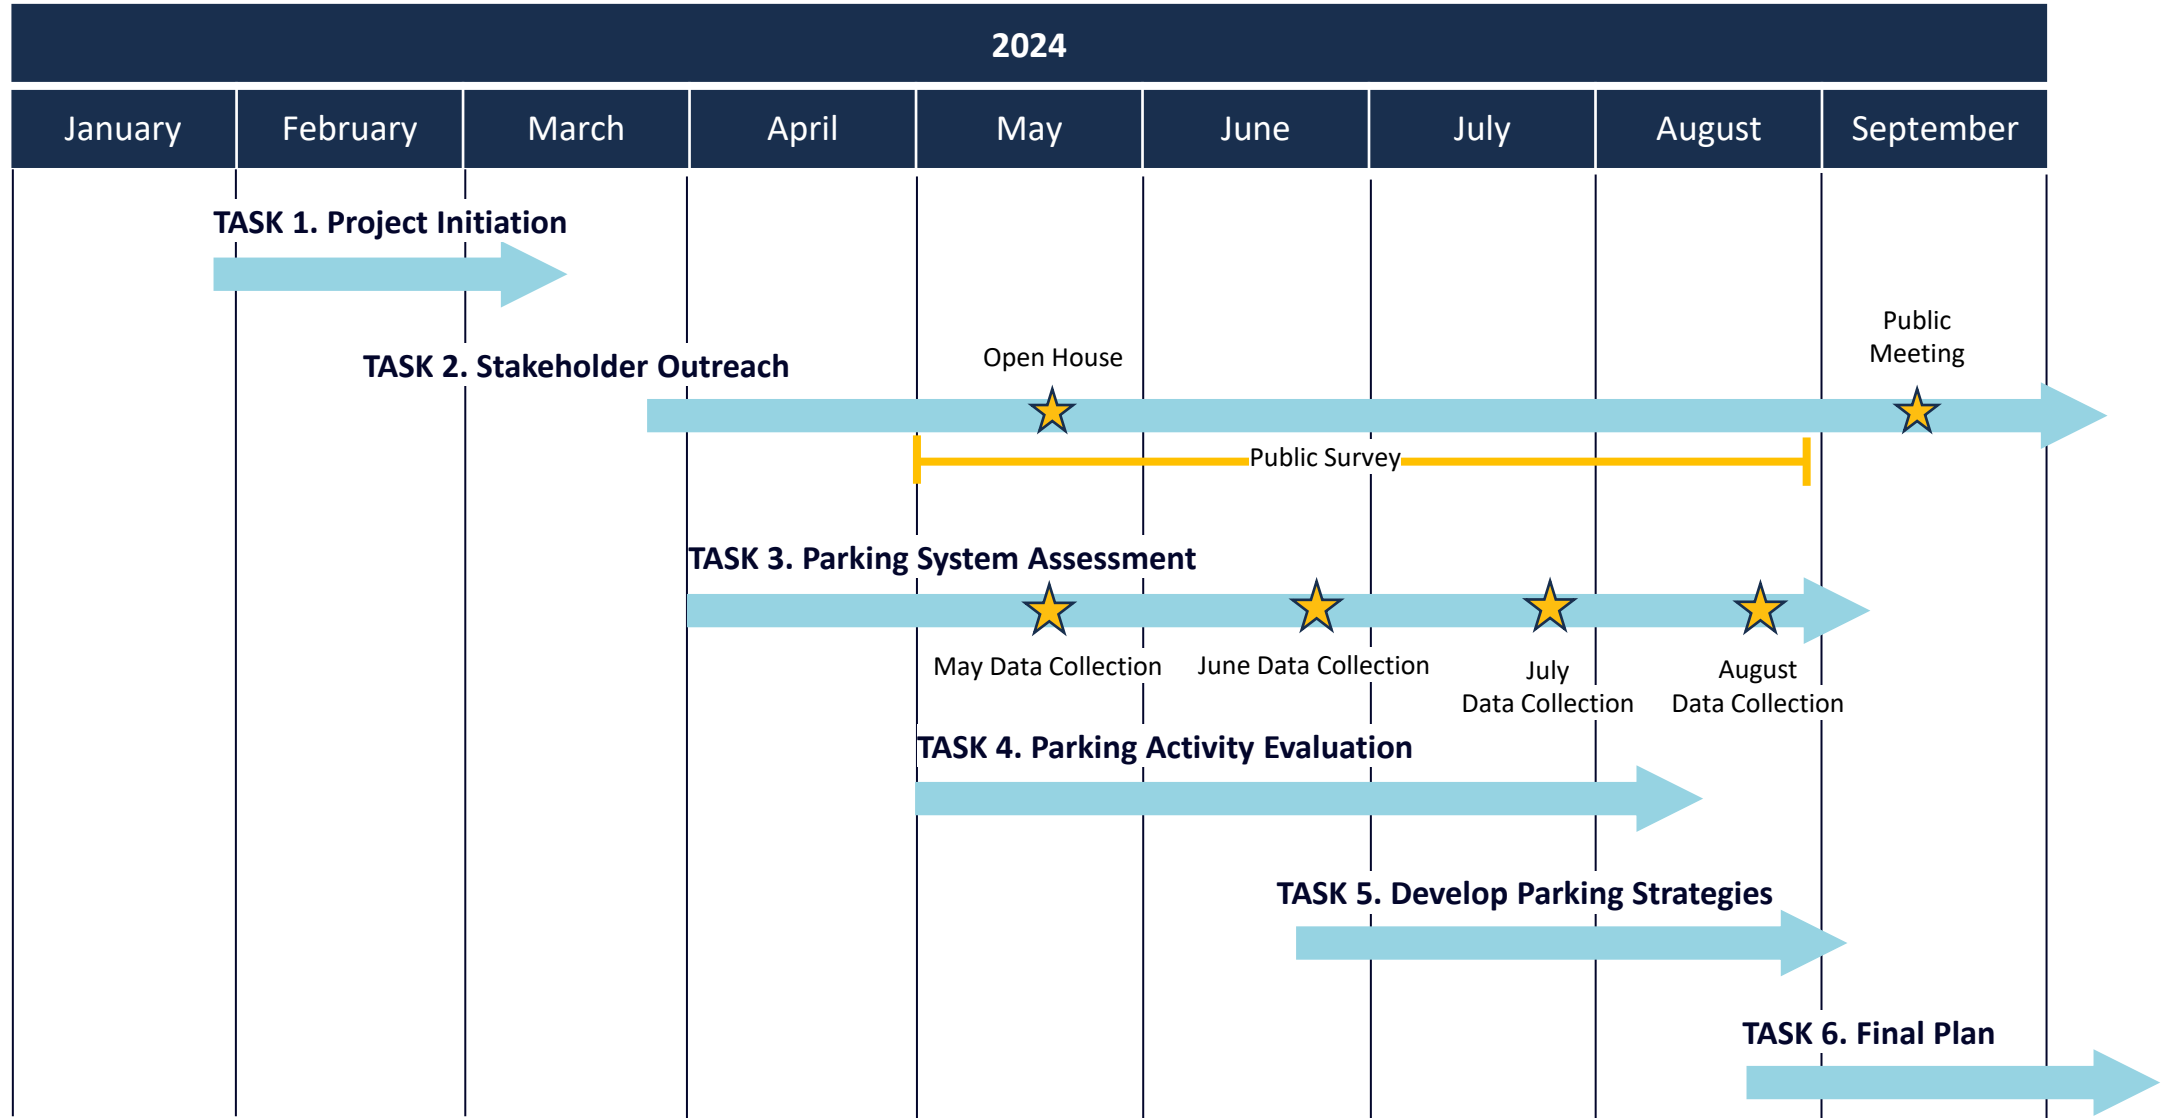 2024
January
February
March
April
May
June
July
August
September
TASK 1. Project Initiation
Public
Meeting
Open House
TASK 2. Stakeholder Outreach
Public Survey
TASK 3. Parking System Assessment
May Data Collection
June Data Collection
July
Data Collection
August
Data Collection
TASK 4. Parking Activity Evaluation
TASK 5. Develop Parking Strategies
TASK 6. Final Plan